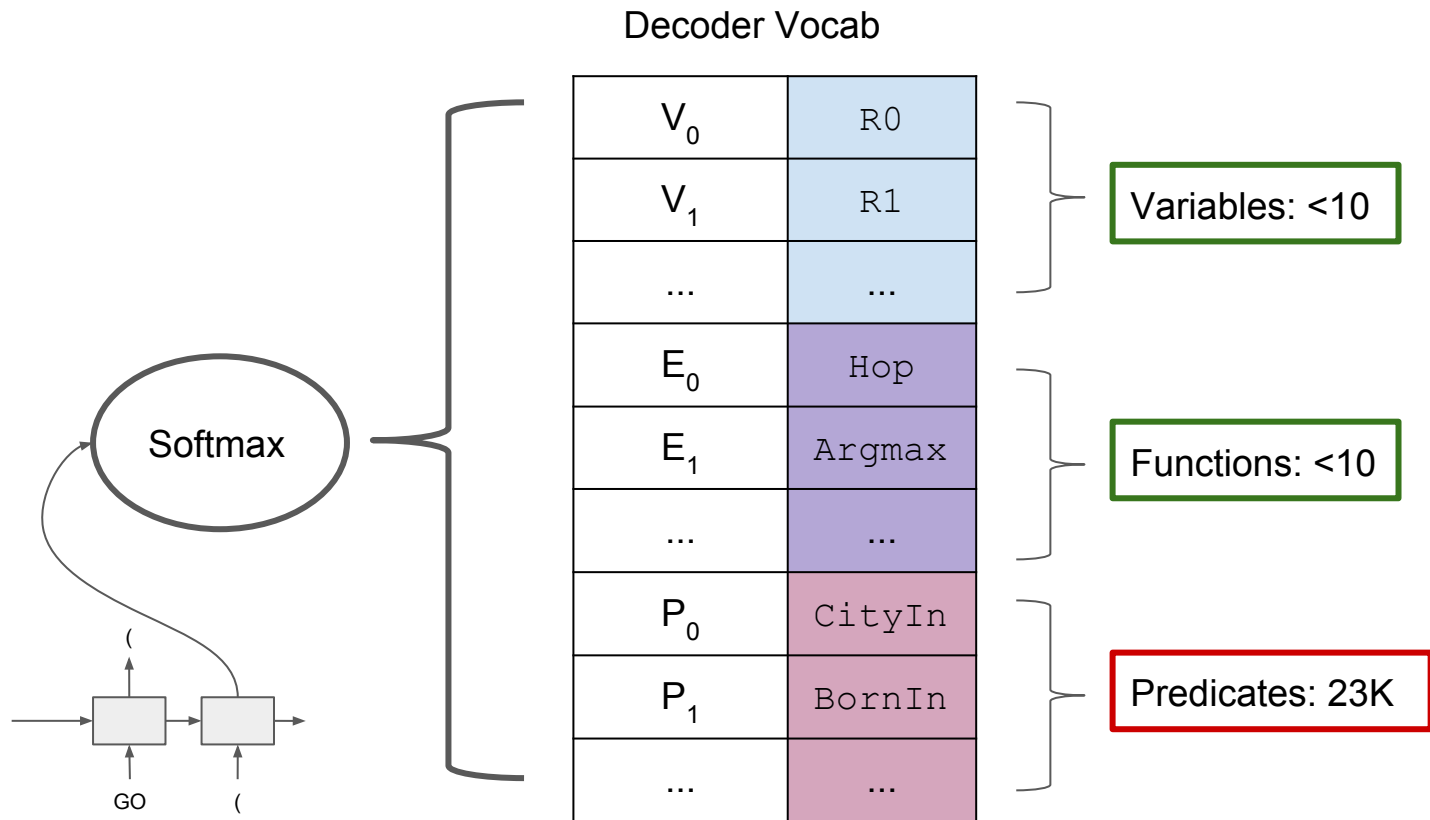 Decoder Vocab
V0 R0
V1 R1
... ...
E0 Hop
E1 Argmax
... ...
P0 CityIn
P1 BornIn
... ...
Variables: <10
Functions: <10
Predicates: 23K
Softmax
(
GO (